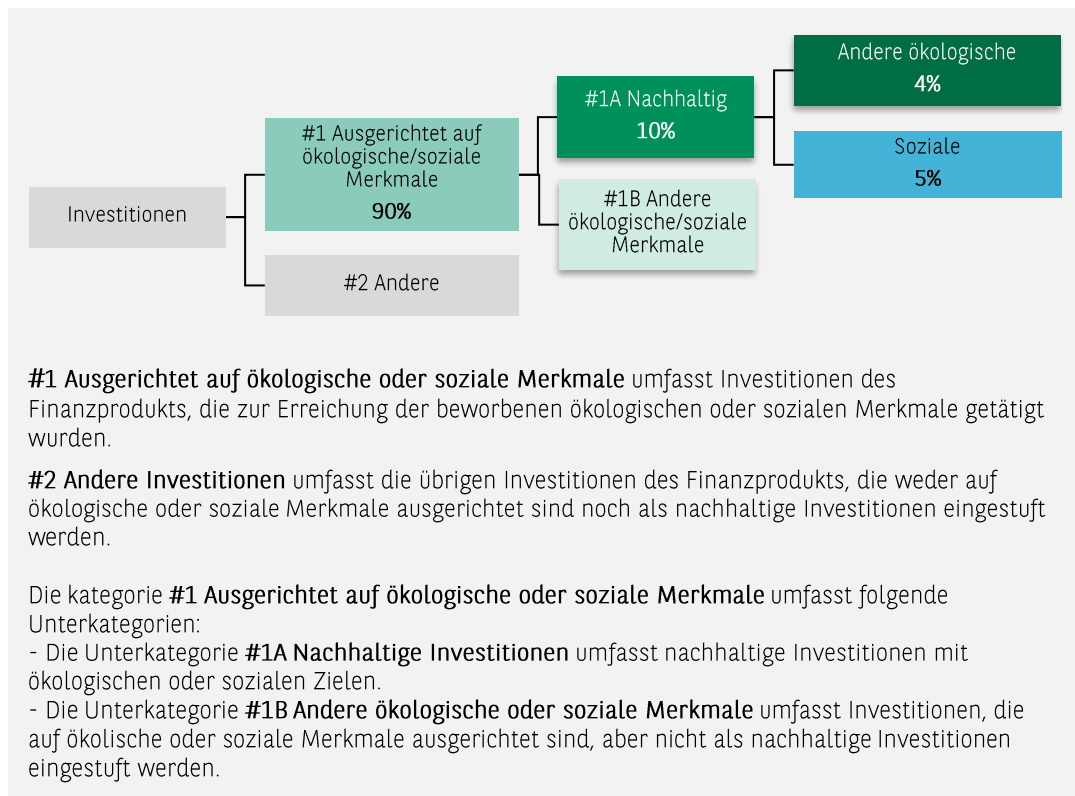 Investitionen
#1 Ausgerichtet auf
ökologische/soziale
Merkmale
90%
#2 Andere
#1A Nachhaltig
10%
#1B Andere
ökologische/soziale
Merkmale
Andere ökologische
4%
Soziale
5%
#1 Ausgerichtet auf ökologische oder soziale Merkmale umfasst Investitionen des
Finanzprodukts, die zur Erreichung der beworbenen ökologischen oder sozialen Merkmale getätigt
wurden.
#2 Andere Investitionen umfasst die übrigen Investitionen des Finanzprodukts, die weder auf
ökologische oder soziale Merkmale ausgerichtet sind noch als nachhaltige Investitionen eingestuft
werden.
Die kategorie #1 Ausgerichtet auf ökologische oder soziale Merkmale umfasst folgende
Unterkategorien:
- Die Unterkategorie #1A Nachhaltige Investitionen umfasst nachhaltige Investitionen mit
ökologischen oder sozialen Zielen.
- Die Unterkategorie #1B Andere ökologische oder soziale Merkmale umfasst Investitionen, die
auf ökolische oder soziale Merkmale ausgerichtet sind, aber nicht als nachhaltige Investitionen
eingestuft werden.